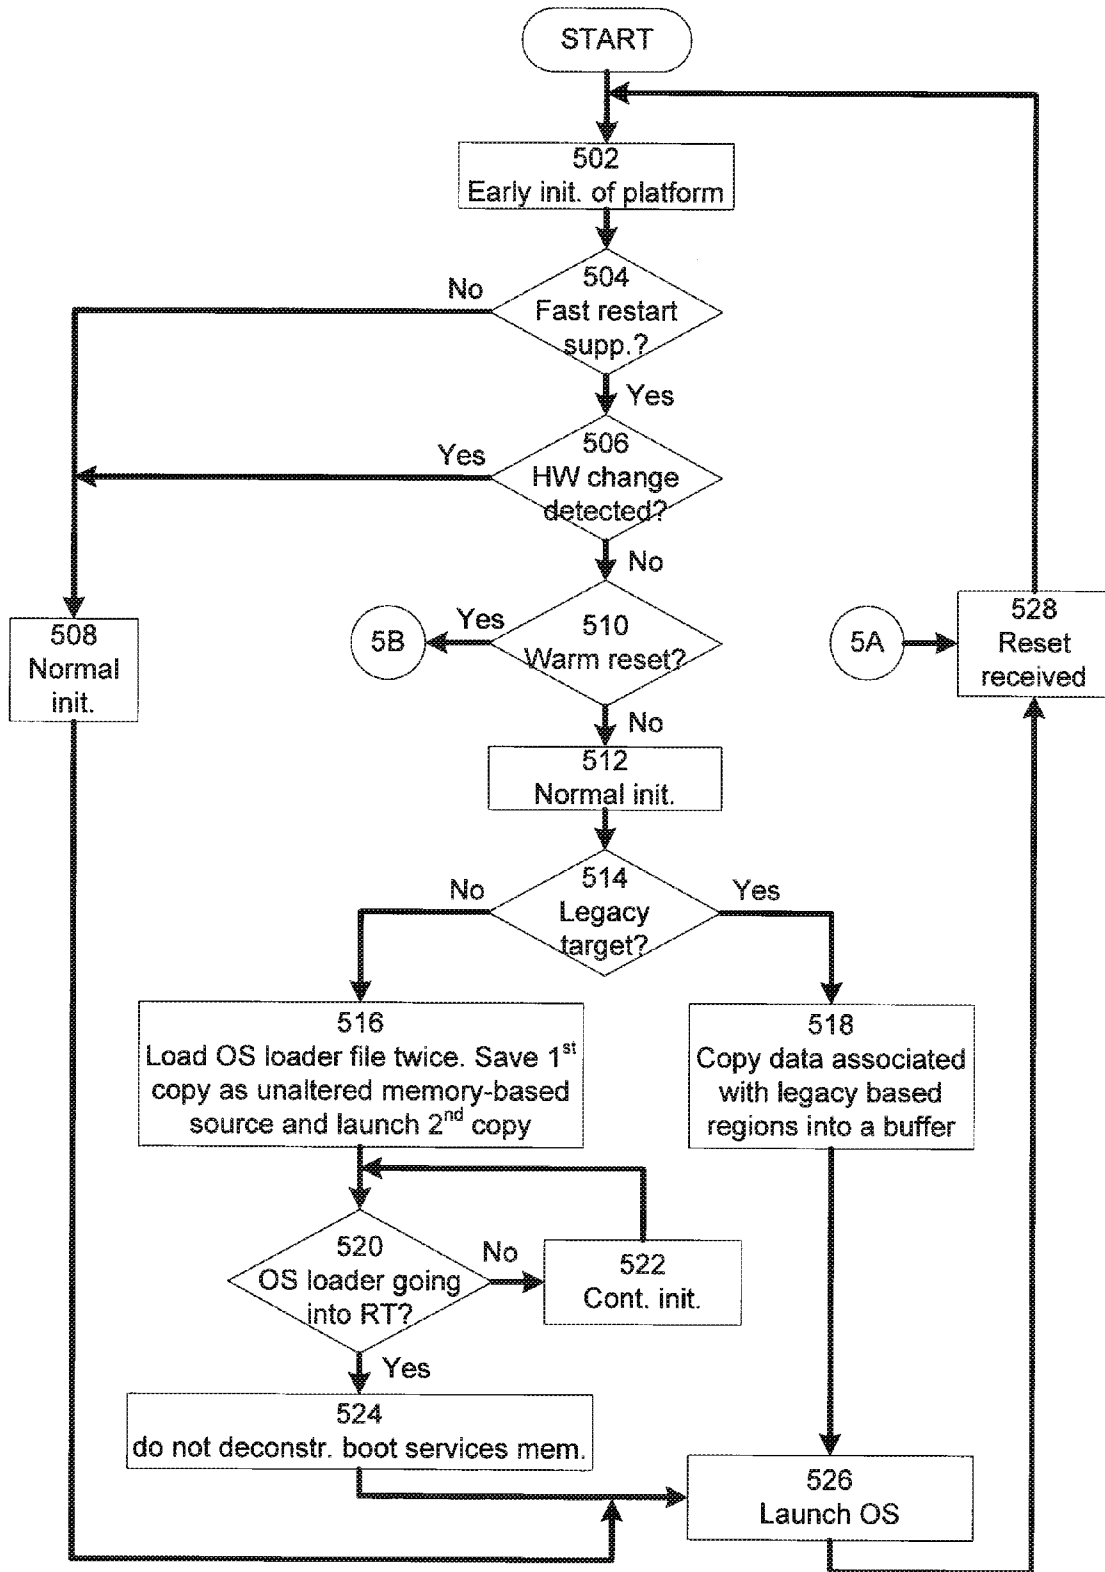 START
502
Early init. of platform
504
Fast restart
supp.?
No
Yes
506
HW change
detected?
Yes
No
510
Warm reset?
Yes
5B
No
5A
528
Reset
received
508
Normal
init.
512
Normal init.
514
Legacy
target?
No
Yes
516
Load OS loader file twice. Save 1st
copy as unaltered memory-based
source and launch 2nd copy
518
Copy data associated
with legacy based
regions into a buffer
520
OS loader going
into RT?
No
522
Cont. init.
Yes
524
do not deconstr. boot services mem.
526
Launch OS